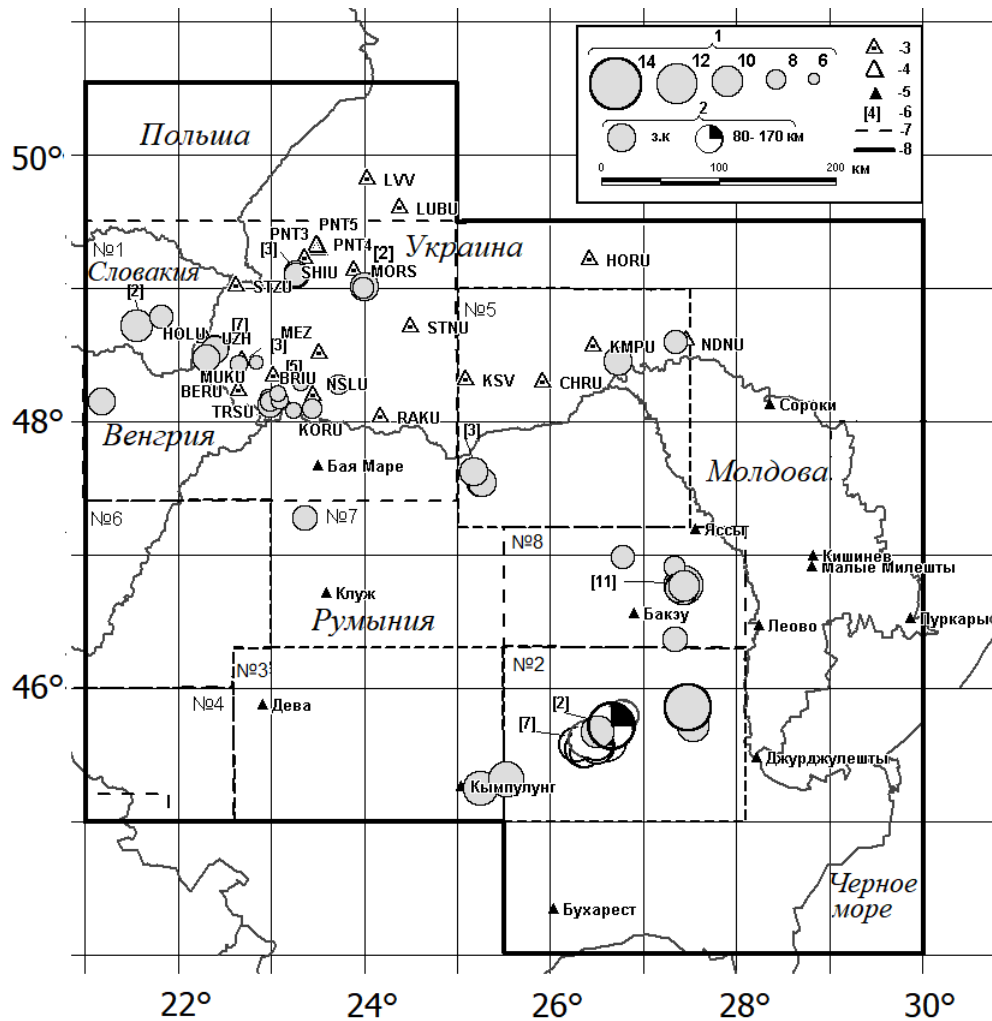 1
14
12
10
8
6
2
з.к
80- 170 км
0
100
200
км
-3
-4
-5
[4] -6
-7
-8
50°
48°
46°
22°
24°
26°
28°
30°
Польша
LVV
LUBU
PNT5
PNT3
PNT4
[3]
[2]
Украина
№1
SHIU
MORS
HORU
Словакия
STZU
[2]
№5
HOLU
[7]
UZH
MEZ
STNU
[3]
KMPU
NDNU
MUKU
[5]
BRIU
NSLU
KSV
CHRU
BERU
TRSU
KORU
RAKU
Сороки
Венгрия
[3]
Бая Маре
Молдова
№6
№7
Яссы
№8
Кишинев
Малые Милешты
[11]
Клуж
Румыния
Бакэу
Леово
Пуркары
№3
№2
№4
Дева
[2]
[7]
Джурджулешты
Кымпулунг
Черное
море
Бухарест